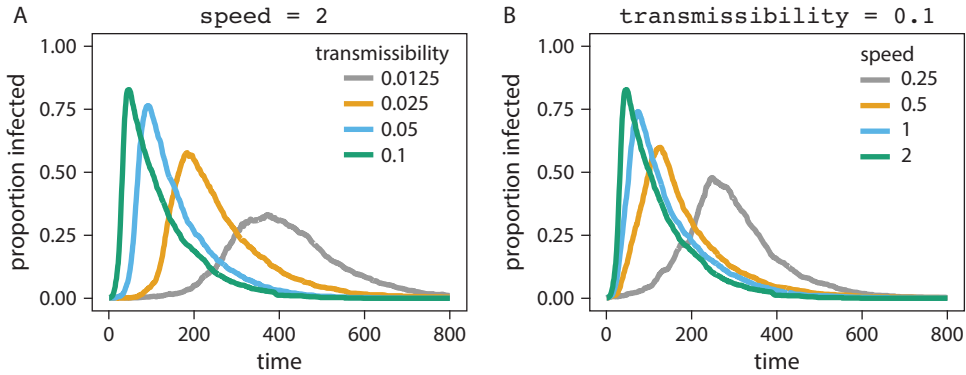 A
speed = 2
transmissibility
0.0125
0.025
0.05
0.1
1.00
0.75
0.50
0.25
0.00
proportion infected
0 200 400 600 800
time
B
transmissibility = 0.1
speed
0.25
0.5
1
2
1.00
0.75
0.50
0.25
0.00
proportion infected
0 200 400 600 800
time